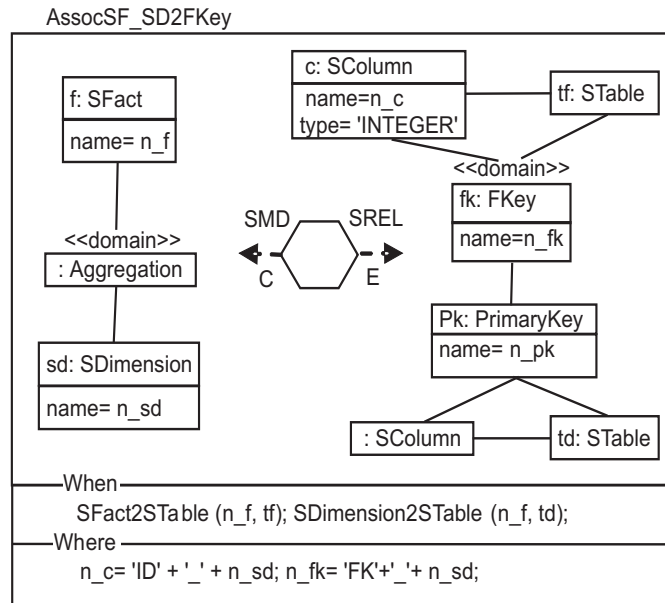 AssocSF_SD2FKey
f: SFact
name= n_f
<<domain>>
: Aggregation
sd: SDimension
name= n_sd
SMD
SREL
C
E
c: SColumn
name=n_c
type= 'INTEGER'
tf: STable
<<domain>>
fk: FKey
name=n_fk
Pk: PrimaryKey
name= n_pk
: SColumn
td: STable
When
SFact2STable (n_f, tf); SDimension2STable (n_f, td);
Where
n_c= 'ID' + '_' + n_sd; n_fk= 'FK'+'_'+ n_sd;